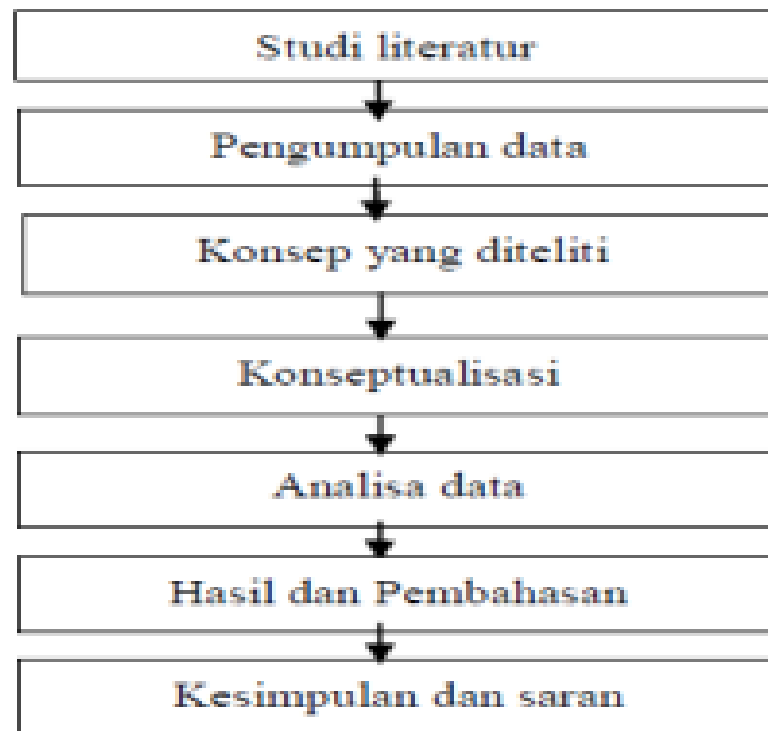 Studi literatur
Pengumpulan data
Konsep yang diteliti
Konseptualisasi
Analisa data
Hasil dan Pembahasan
Kesimpulan dan saran